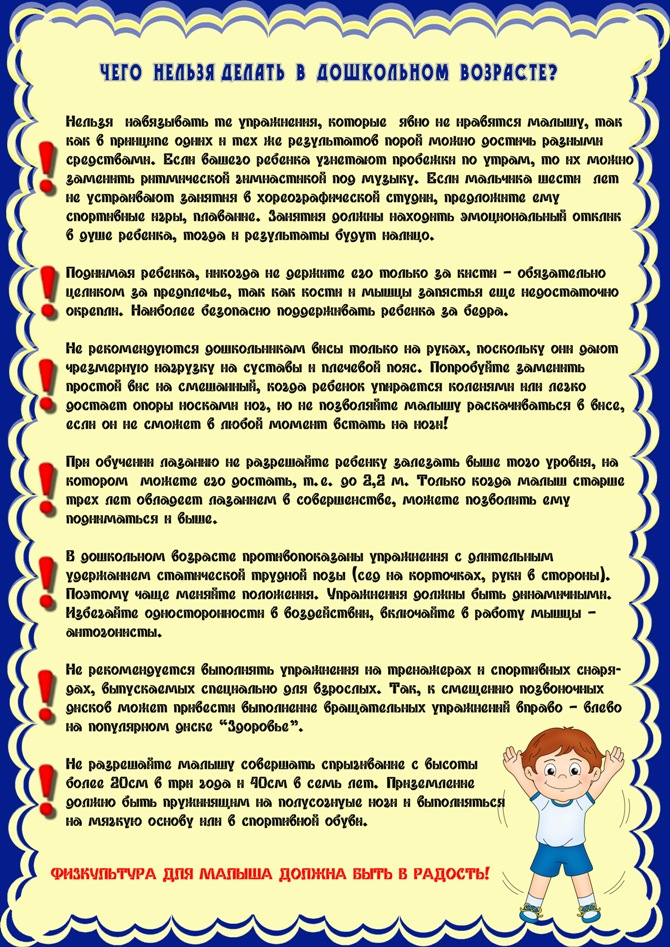 ЧЕГО НЕЛЬЗЯ ДЕЛАТЬ В ДОШКОЛЬНОМ ВОЗРАСТЕ?
Нельзя навязывать те упражнения, которые явно не нравятся малышу, так
как в принципе одних и тех же результатов порой можно достичь разными
средствами. Если вашего ребенка угнетают пробежки по утрам, то их можно
заменить ритмической гимнастикой под музыку. Если мальчика шести лет
не устраивают занятия в хореографической студии, предложите ему
спортивные игры, плавание. Занятия должны находить эмоциональный отклик
в душе ребенка, тогда и результаты будут налицо.
Поднимая ребенка, никогда не держите его только за кисти – обязательно
целиком за предплечье, так как кости и мышцы запястья еще недостаточно
окрепли. Наиболее безопасно поддерживать ребенка за бедра.
Не рекомендуются дошкольникам висы только на руках, поскольку они дают
чрезмерную нагрузку на суставы и плечевой пояс. Попробуйте заменить
простой вис на смешанный, когда ребенок упирается коленями или легко
достает опоры носками ног, но не позволяйте малышу раскачиваться в висе,
если он не сможет в любой момент встать на ноги!
При обучении лазанию не разрешайте ребенку залезать выше того уровня, на
котором можете его достать, т.е. до 2,2 м. Только когда малыш старше
трех лет овладеет лазанием в совершенстве, можете позволить ему
подниматься и выше.
В дошкольном возрасте противопоказаны упражнения с длительным
удержанием статической трудной позы (сед на корточках, руки в стороны).
Поэтому чаще меняйте положения. Упражнения должны быть динамичными.
Избегайте односторонности в воздействии, включайте в работу мышцы –
антогонисты.
Не рекомендуется выполнять упражнения на тренажерах и спортивных снаря-
дах, выпускаемых специально для взрослых. Так, к смещению позвоночных
дисков может привести выполнение вращательных упражнений вправо – влево
на популярном диске “Здоровье”.
Не разрешайте малышу совершать спрыгивание с высоты
более 20см в три года и 40см в семь лет. Приземление
должно быть пружинящим на полусогнуые ноги и выполняться
на мягкую основу или в спортивной обуви.
ФИЗКУЛЬТУРА ДЛЯ МАЛЫША ДОЛЖНА БЫТЬ В РАДОСТЬ!